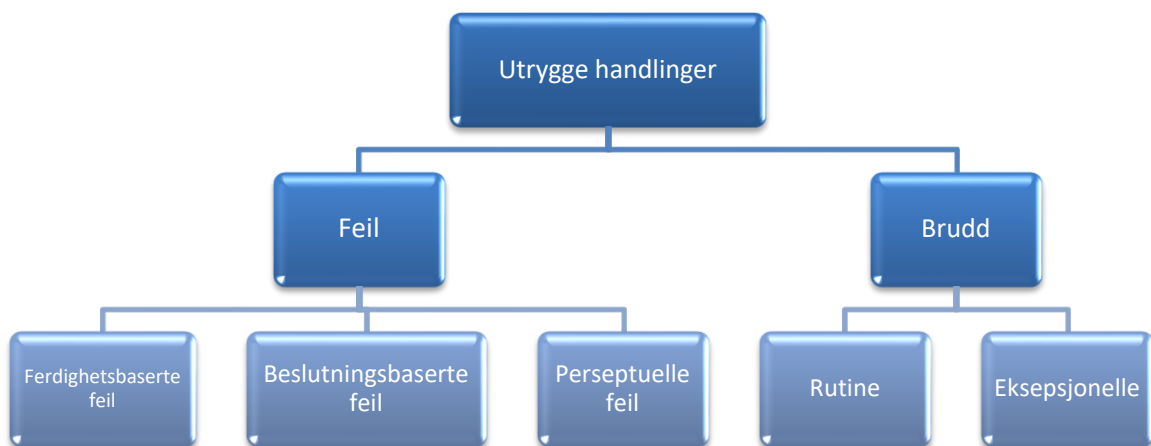 Utrygge handlinger
Feil
Brudd
Ferdighetsbaserte
feil
Beslutningsbaserte
feil
Perseptuelle
feil
Rutine
Eksepsjonelle